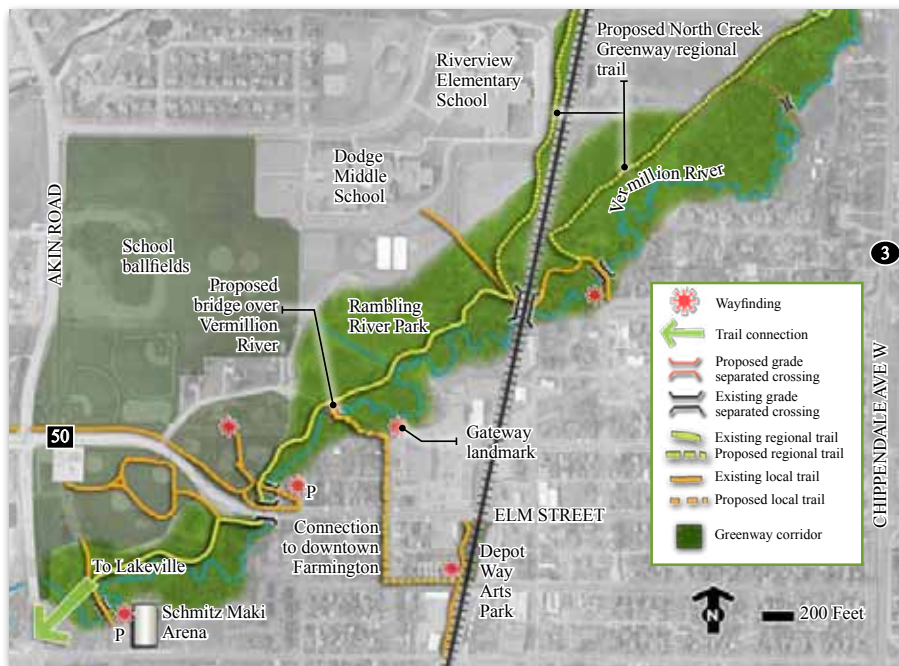 Proposed North Creek
Greenway regional
trail
Riverview
Elementary
School
Dodge
Middle
School
Vermillion River
AKIN ROAD
School
ballfields
3
Proposed
bridge over
Vermillion
River
Rambling
River Park
Wayfinding
Trail connection
Proposed grade
separated crossing
Existing grade
separated crossing
Existing regional trail
Proposed regional trail
Existing local trail
Proposed local trail
Greenway corridor
CHIPPENDALE AVE W
50
Gateway
landmark
P
ELM STREET
Connection
to downtown
Farmington
Depot
Way
Arts
Park
To Lakeville
Schmitz Maki
Arena
P
N
200 Feet